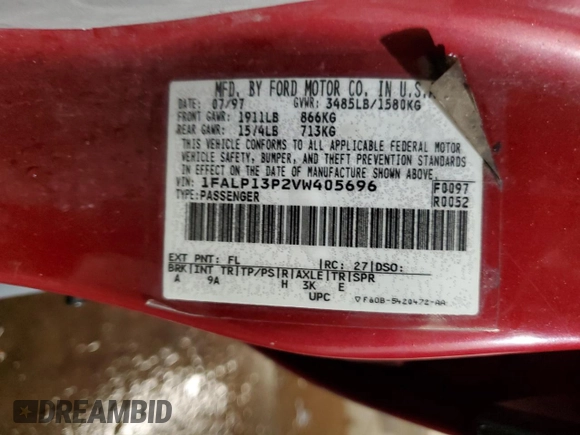 MFD. BY FORD MOTOR CO. IN U.S.
DATE: 07/97 GVWR: 3485LB/1580KG
FRONT GAWR: 1911LB 866KG
REAR GAWR: 1574LB 713KG
THIS VEHICLE CONFORMS TO ALL APPLICABLE FEDERAL MOTOR
VEHICLE SAFETY, BUMPER, AND THEFT PREVENTION STANDARDS
IN EFFECT ON THE DATE OF MANUFACTURE SHOWN ABOVE.
VIN: 1FALP13P2VW405696 F0097
TYPE:PASSENGER R0052
EXT PNT: FL |RC: 27|DSO:
BRK|INT TR|TP/PS|R|AXLE|TR|SPR
A 9A H 3K E
UPC ▽F60B-5420472-AA
DREAMBID